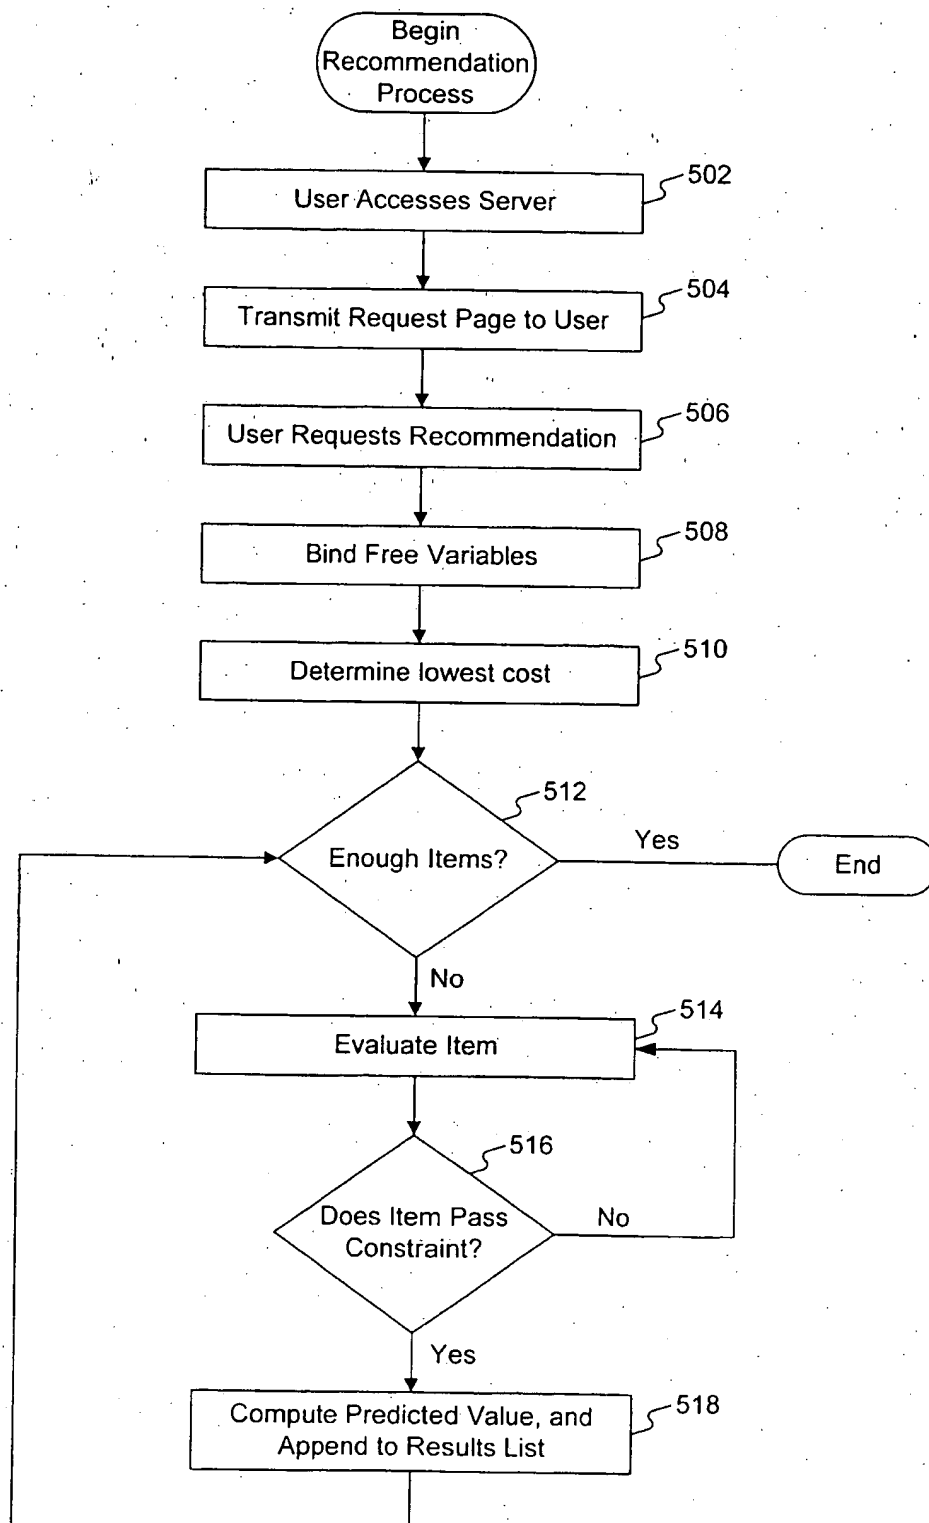 Begin
Recommendation
Process
502
User Accesses Server
504
Transmit Request Page to User
506
User Requests Recommendation
508
Bind Free Variables
510
Determine lowest cost
512
Enough Items?
Yes
End
No
514
Evaluate Item
516
Does Item Pass
Constraint?
No
Yes
518
Compute Predicted Value, and
Append to Results List